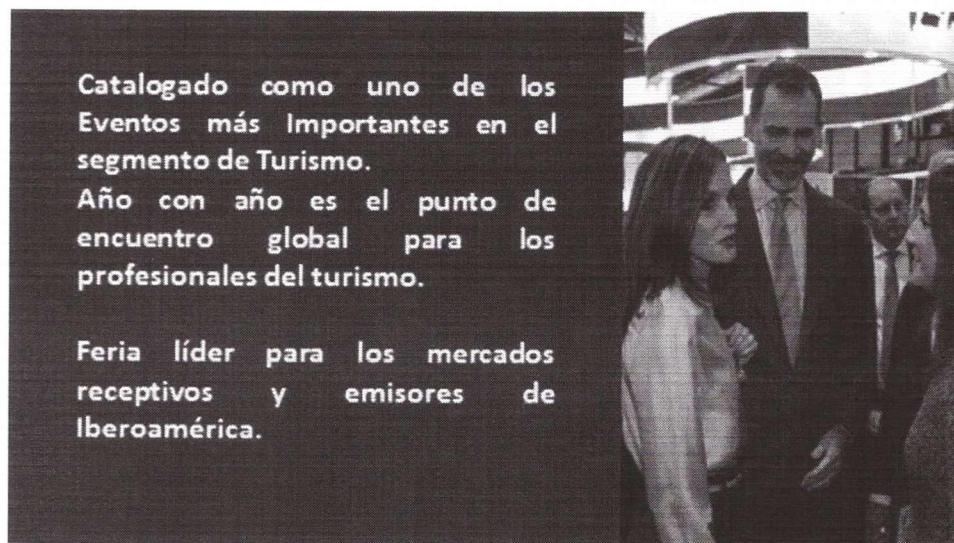 Catalogado como uno de los
Eventos más Importantes en el
segmento de Turismo.
Año con año es el punto de
encuentro global para los
profesionales del turismo.
Feria líder para los mercados
receptivos y emisores de
Iberoamérica.